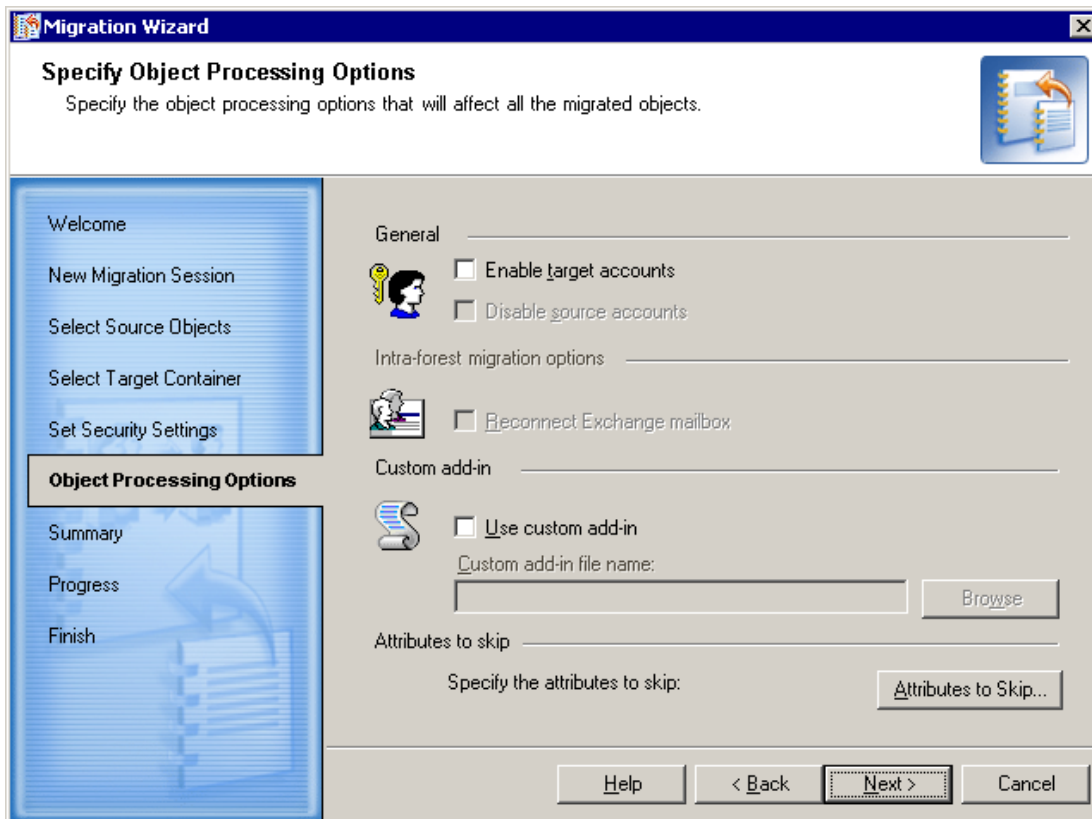 Migration Wizard
Specify Object Processing Options
Specify the object processing options that will affect all the migrated objects.
Welcome
New Migration Session
Select Source Objects
Select Target Container
Set Security Settings
Object Processing Options
Summary
Progress
Finish
General
Enable target accounts
Disable source accounts
Intra-forest migration options
Reconnect Exchange mailbox
Custom add-in
Use custom add-in
Custom add-in file name:
Browse
Attributes to skip
Specify the attributes to skip:
Attributes to Skip...
Help
< Back
Next >
Cancel